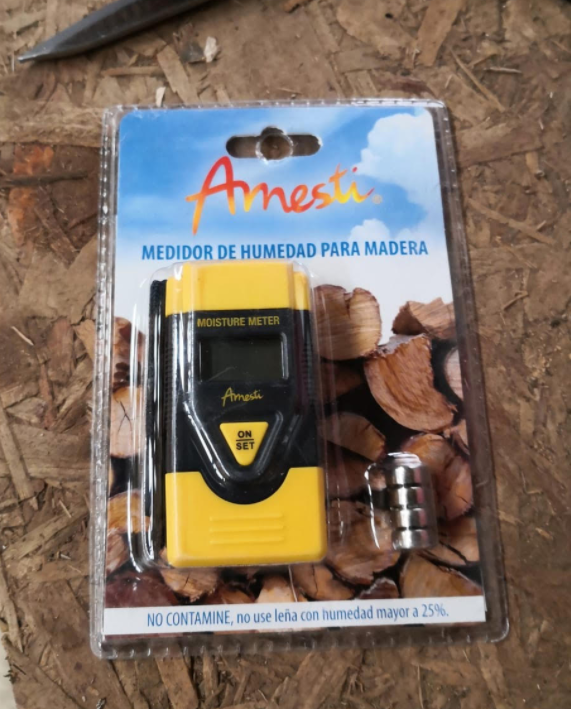 Amesti®
MEDIDOR DE HUMEDAD PARA MADERA
MOISTURE METER
Amesti
ON
SET
NO CONTAMINE, no use leña con humedad mayor a 25%.